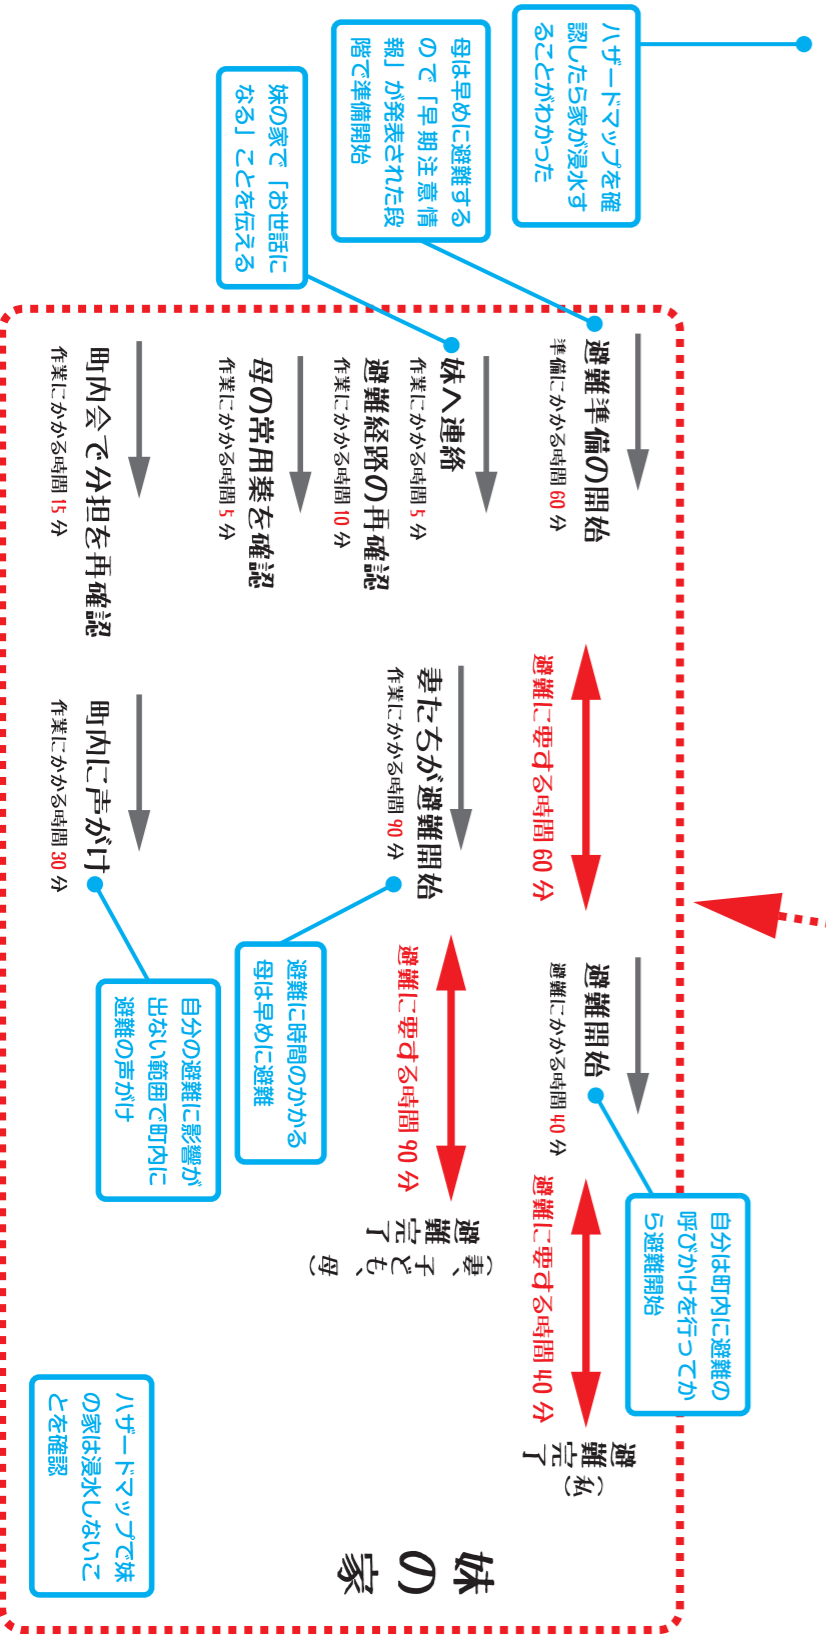 ハザードマップを確
認したら家が浸水す
ることがわかった
母は早めに避難する
ので「早期注意情
報」が発表された段
階で準備開始
妹の家で「お世話に
なる」ことを伝える
避難準備の開始
準備にかかる時間 60 分
妹へ連絡
作業にかかる時間 5 分
避難経路の再確認
作業にかかる時間 10 分
母の常用薬を確認
作業にかかる時間 5 分
町内会で分担を再確認
作業にかかる時間 15 分
避難に要する時間 60 分
妻たちが避難開始
作業にかかる時間 90 分
町内に声がけ
作業にかかる時間 30 分
避難開始
避難にかかる時間 40 分
避難に要する時間 90 分
避難に時間のかかる
母は早めに避難
自分の避難に影響が
出ない範囲で町内に
避難の声がけ
自分は町内に避難の
呼びかけを行ってか
ら避難開始
避難に要する時間 40 分
避難
完了
(妻、子ども、母)
避難
完了
(私)
ハザードマップで妹
の家は浸水しないこ
とを確認
妹の家